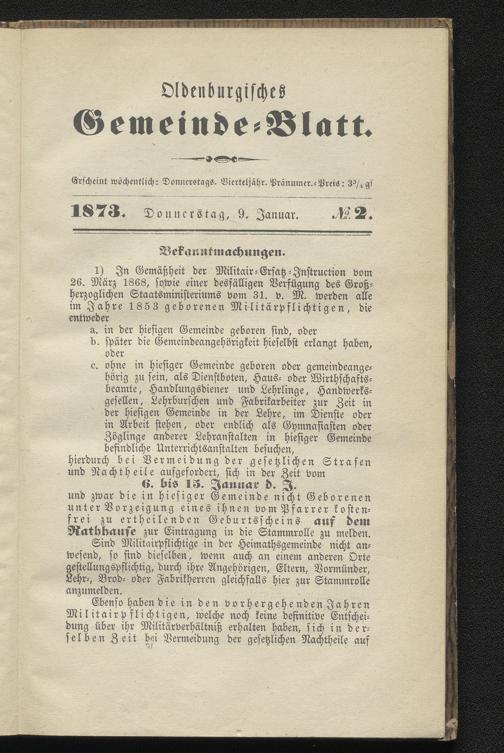 Oldenburgisches
Gemeinde-Blatt.
Erscheint wöchentlich: Donnerstags. Vierteljähr. Pränumer.-Preis: 3¾ gſ
1873. Donnerstag, 9. Januar. № 2.
Bekanntmachungen.
1) In Gemäßheit der Militair-Ersatz-Instruction vom
26. März 1868, sowie einer desfälligen Verfügung des Groß-
herzoglichen Staatsministeriums vom 31. v. M. werden alle
im Jahre 1853 geborenen Militärpflichtigen, die
entweder
a. in der hiesigen Gemeinde geboren sind, oder
b. später die Gemeindeangehörigkeit hieselbst erlangt haben,
oder
c. ohne in hiesiger Gemeinde geboren oder gemeindeange-
hörig zu sein, als Dienstboten, Haus- oder Wirthschafts-
beamte, Handlungsdiener und Lehrlinge, Handwerks-
gesellen, Lehrburschen und Fabrikarbeiter zur Zeit in
der hiesigen Gemeinde in der Lehre, im Dienste oder
in Arbeit stehen, oder endlich als Gymnasiasten oder
Zöglinge anderer Lehranstalten in hiesiger Gemeinde
befindliche Unterrichtsanstalten besuchen,
hierdurch bei Vermeidung der gesetzlichen Strafen
und Nachtheile aufgefordert, sich in der Zeit vom
6. bis 15. Januar d. J.
und zwar die in hiesiger Gemeinde nicht Geborenen
unter Vorzeigung eines ihnen vom Pfarrer kosten-
frei zu ertheilenden Geburtsscheins auf dem
Rathhause zur Eintragung in die Stammrolle zu melden.
Sind Militairpflichtige in der Heimathsgemeinde nicht an-
wesend, so sind dieselben, wenn auch an einem anderen Orte
gestellungspflichtig, durch ihre Angehörigen, Eltern, Vormünder,
Lehr-, Brod- oder Fabrikherren gleichfalls hier zur Stammrolle
anzumelden.
Ebenso haben die in den vorhergehenden Jahren
Militairpflichtigen, welche noch keine definitive Entschei-
dung über ihr Militärverhältniß erhalten haben, sich in der-
selben Zeit bei Vermeidung der gesetzlichen Nachtheile auf